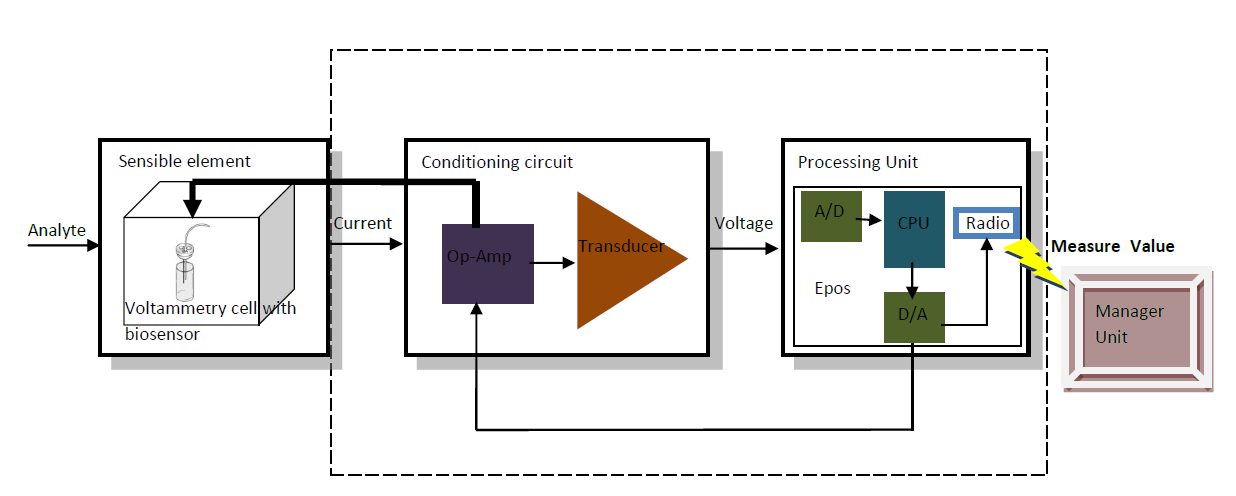 Sensible element
Conditioning circuit
Processing Unit
A/D
CPU
Radio
Analyte
Current
Voltage
Op-Amp
Transducer
Measure Value
Epos
D/A
Voltammetry cell with
biosensor
Manager
Unit